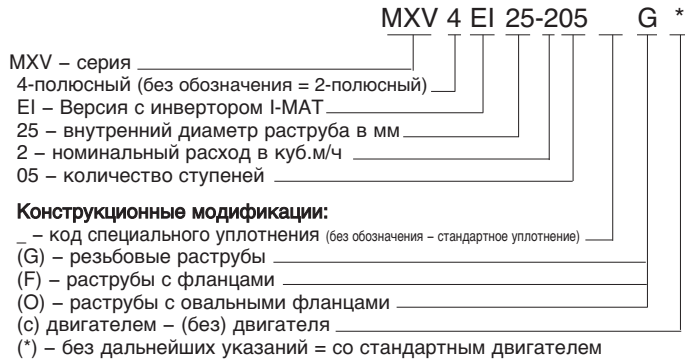 MXV 4 EI 25-205 _ G *
MXV – серия
4-полюсный (без обозначения = 2-полюсный)
EI – Версия с инвертором I-MAT
25 – внутренний диаметр раструба в мм
2 – номинальный расход в куб.м/ч
05 – количество ступеней
Конструкционные модификации:
_ – код специального уплотнения (без обозначения – стандартное уплотнение)
(G) – резьбовые раструбы
(F) – раструбы с фланцами
(O) – раструбы с овальными фланцами
(с) двигателем – (без) двигателя
(*) – без дальнейших указаний = со стандартным двигателем